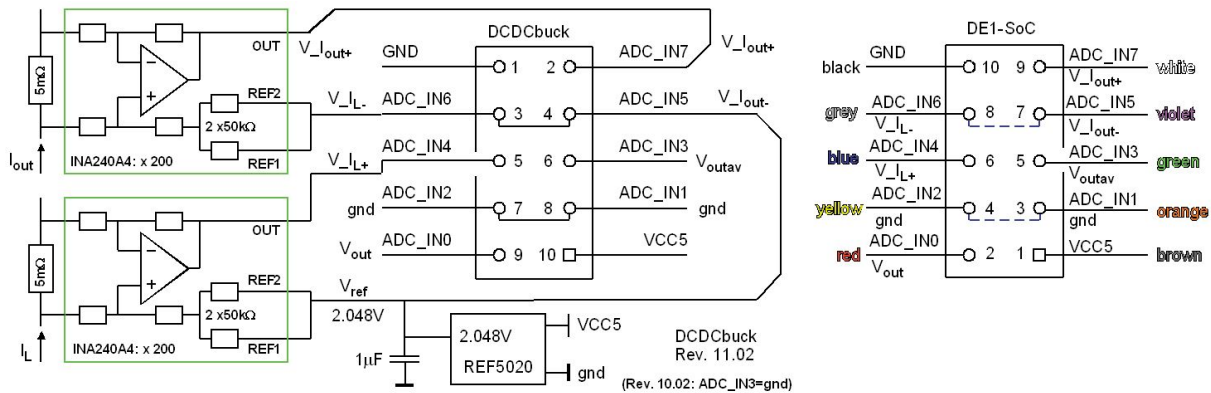 5mΩ
OUT
REF2
2 x50kΩ
REF1
INA240A4: x 200
I_out
V_I_out+
V_I_L-
V_I_L+
5mΩ
OUT
REF2
2 x50kΩ
REF1
INA240A4: x 200
I_L
V_ref
2.048V
1µF
2.048V
REF5020
VCC5
gnd
DCDCbuck
GND 1 2 ADC_IN7 V_I_out+
ADC_IN6 3 4 ADC_IN5 V_I_out-
ADC_IN4 5 6 ADC_IN3 V_outav
gnd ADC_IN2 7 8 ADC_IN1 gnd
V_out ADC_IN0 9 10 VCC5
DCDCbuck
Rev. 11.02
(Rev. 10.02: ADC_IN3=gnd)
DE1-SoC
black GND 10 9 ADC_IN7 white
V_I_out+
grey ADC_IN6 8 7 ADC_IN5 violet
V_I_L- V_I_out-
blue ADC_IN4 6 5 ADC_IN3 green
V_I_L+ V_outav
yellow ADC_IN2 4 3 ADC_IN1 orange
gnd gnd
red ADC_IN0 2 1 VCC5 brown
V_out